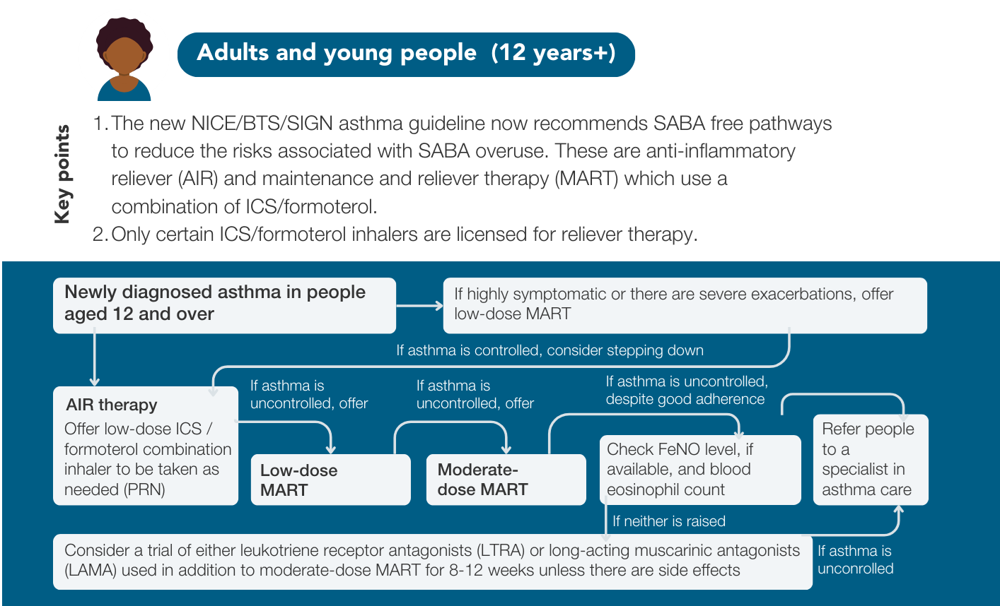 Adults and young people (12 years+)
Key points
1. The new NICE/BTS/SIGN asthma guideline now recommends SABA free pathways
to reduce the risks associated with SABA overuse. These are anti-inflammatory
reliever (AIR) and maintenance and reliever therapy (MART) which use a
combination of ICS/formoterol.
2. Only certain ICS/formoterol inhalers are licensed for reliever therapy.
Newly diagnosed asthma in people
aged 12 and over
If highly symptomatic or there are severe exacerbations, offer
low-dose MART
If asthma is controlled, consider stepping down
AIR therapy
Offer low-dose ICS /
formoterol combination
inhaler to be taken as
needed (PRN)
If asthma is
uncontrolled, offer
Low-dose
MART
If asthma is
uncontrolled, offer
Moderate-
dose MART
If asthma is uncontrolled,
despite good adherence
Check FeNO level, if
available, and blood
eosinophil count
Refer people
to a
specialist in
asthma care
If neither is raised
Consider a trial of either leukotriene receptor antagonists (LTRA) or long-acting muscarinic antagonists
(LAMA) used in addition to moderate-dose MART for 8-12 weeks unless there are side effects
If asthma is
unconrolled